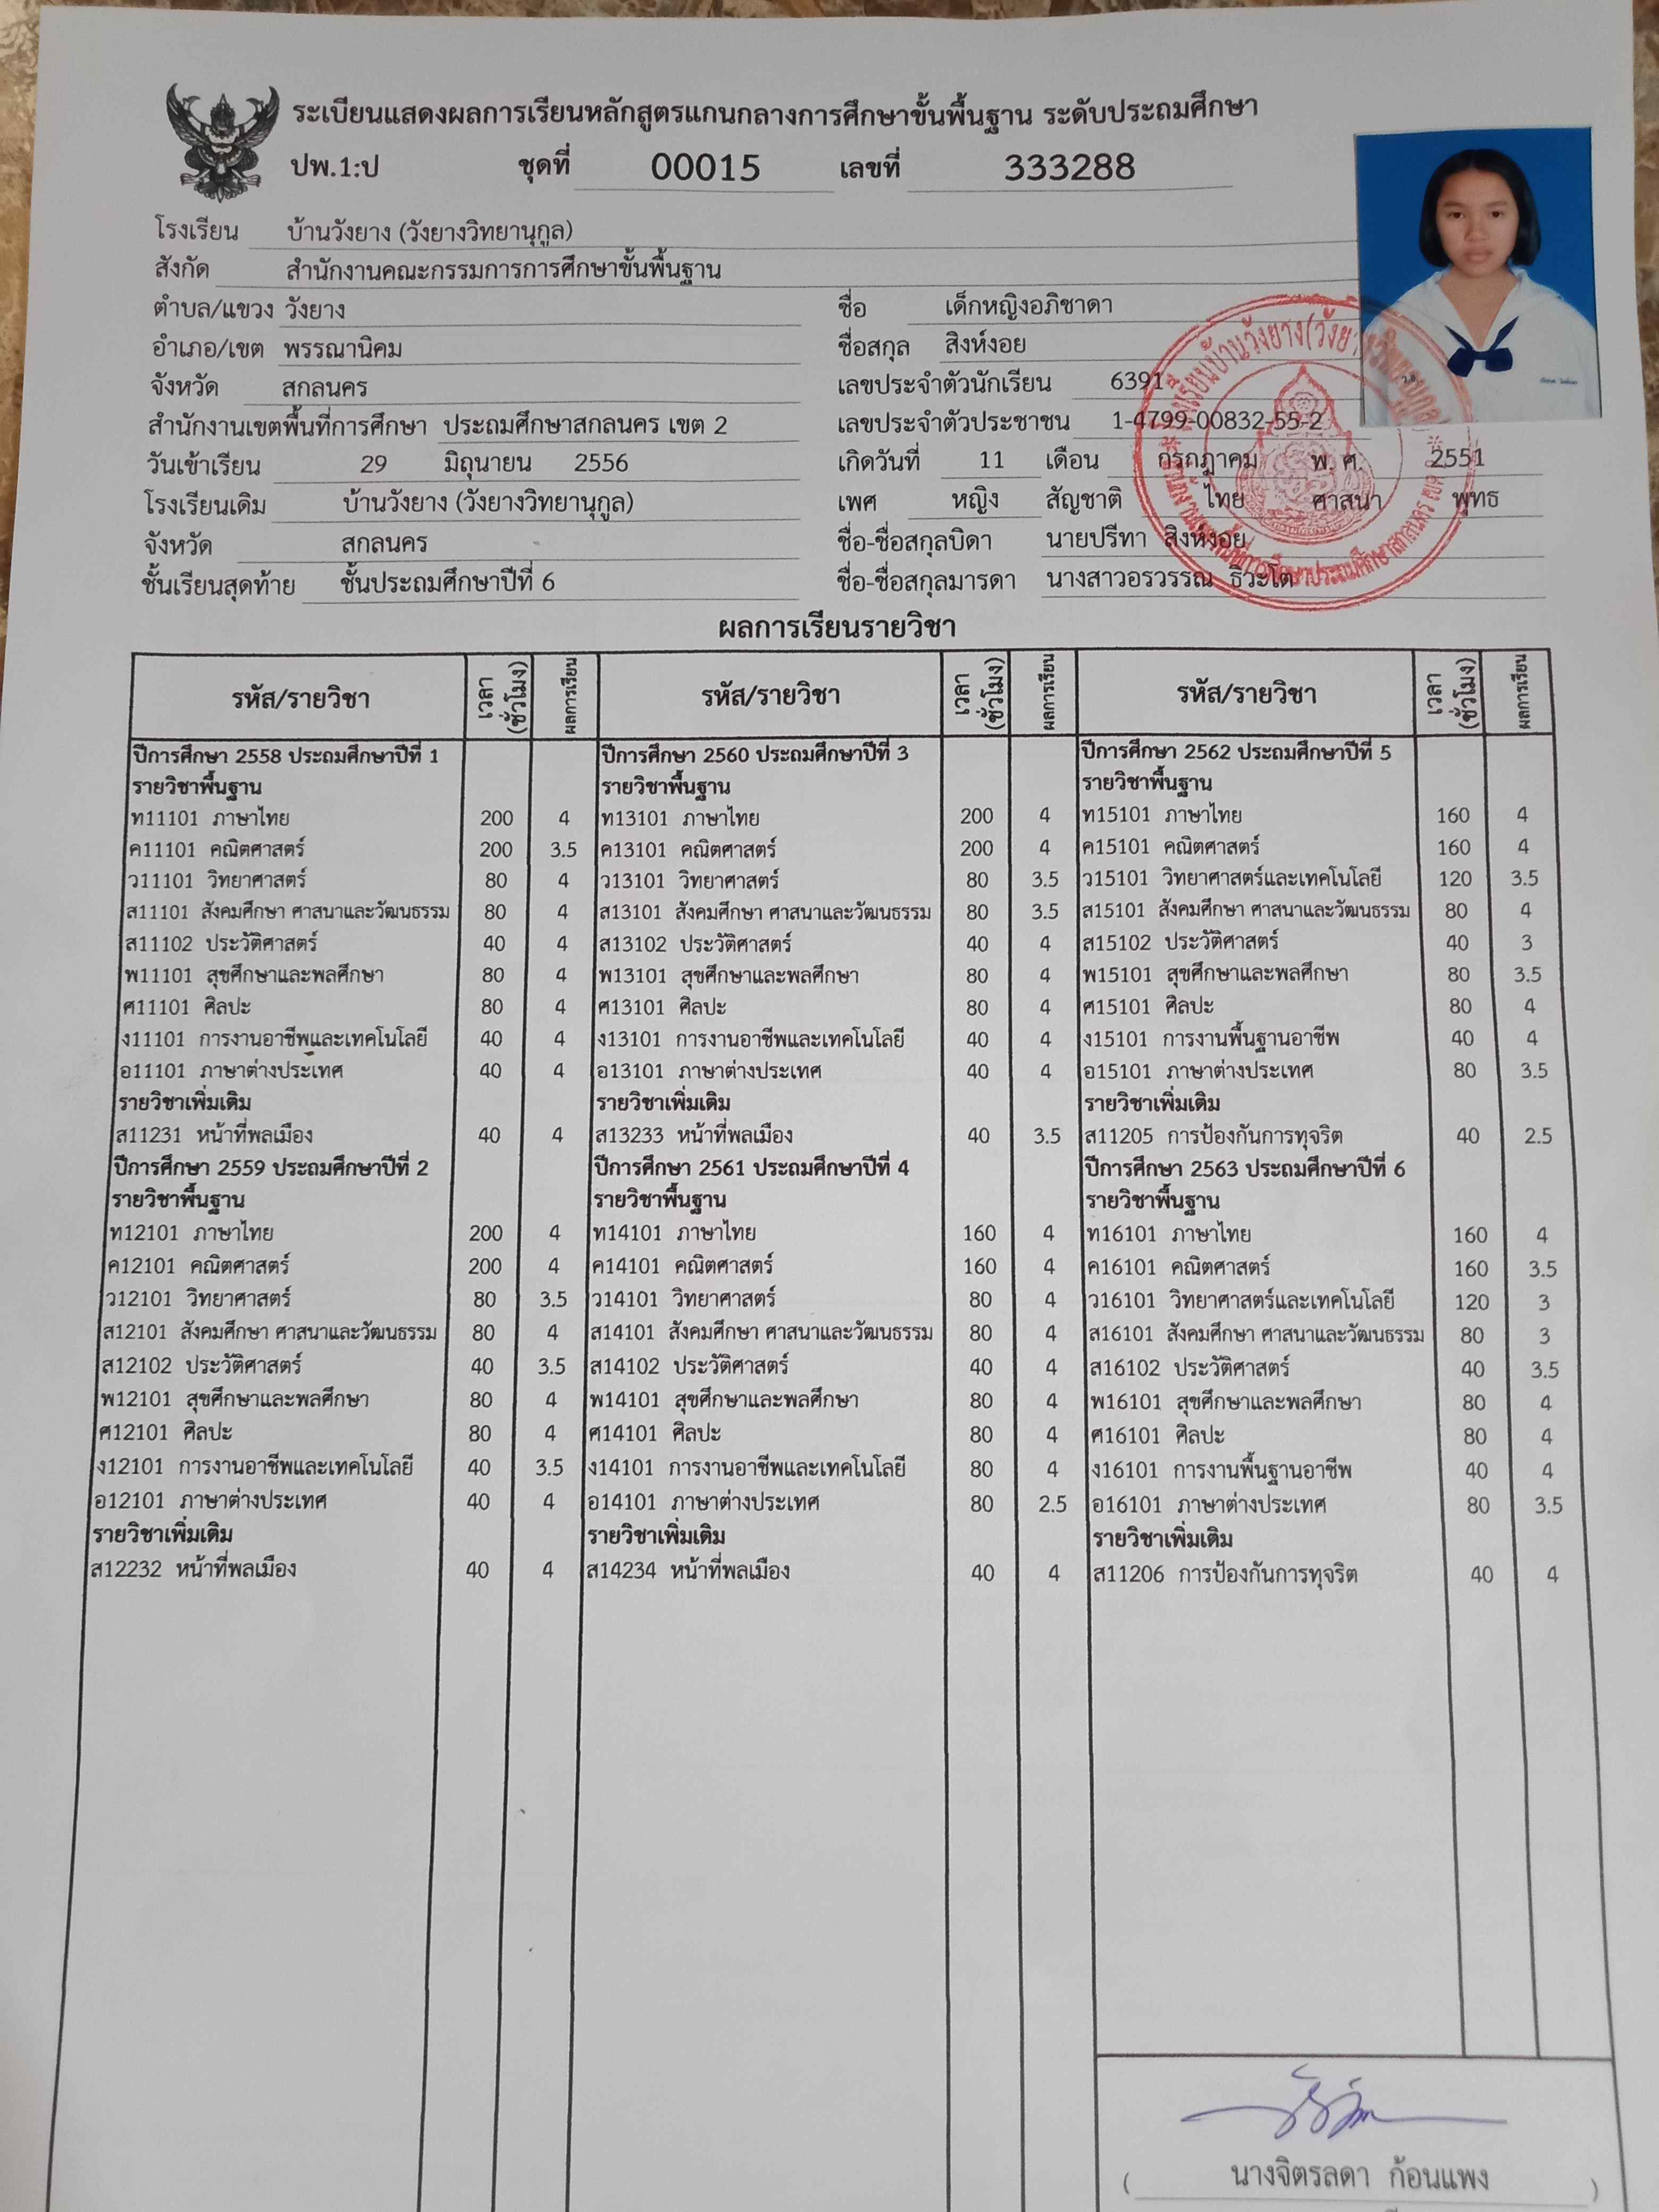 ระเบียนแสดงผลการเรียนหลักสูตรแกนกลางการศึกษาขั้นพื้นฐาน ระดับประถมศึกษา
ปพ.1:ป ชุดที่ 00015 เลขที่ 333288
โรงเรียน บ้านวังยาง (วังยางวิทยานุกูล)
สังกัด สำนักงานคณะกรรมการการศึกษาขั้นพื้นฐาน
ตำบล/แขวง วังยาง
อำเภอ/เขต พรรณานิคม
จังหวัด สกลนคร
สำนักงานเขตพื้นที่การศึกษา ประถมศึกษาสกลนคร เขต 2
วันเข้าเรียน 29 มิถุนายน 2556
โรงเรียนเดิม บ้านวังยาง (วังยางวิทยานุกูล)
จังหวัด สกลนคร
ชั้นเรียนสุดท้าย ชั้นประถมศึกษาปีที่ 6
ชื่อ เด็กหญิงอภิชาดา
ชื่อสกุล สิงห์งอย
เลขประจำตัวนักเรียน 6391
เลขประจำตัวประชาชน 1-4799-00832-55-2
เกิดวันที่ 11 เดือน กรกฎาคม พ.ศ. 2551
เพศ หญิง สัญชาติ ไทย ศาสนา พุทธ
ชื่อ-ชื่อสกุลบิดา นายปรีทา สิงห์งอย
ชื่อ-ชื่อสกุลมารดา นางสาวอรวรรณ ธิวะโต
ผลการเรียนรายวิชา
รหัส/รายวิชา เวลา (ชั่วโมง) ผลการเรียน
ปีการศึกษา 2558 ประถมศึกษาปีที่ 1
รายวิชาพื้นฐาน
ท11101 ภาษาไทย 200 4
ค11101 คณิตศาสตร์ 200 3.5
ว11101 วิทยาศาสตร์ 80 4
ส11101 สังคมศึกษา ศาสนาและวัฒนธรรม 80 4
ส11102 ประวัติศาสตร์ 40 4
พ11101 สุขศึกษาและพลศึกษา 80 4
ศ11101 ศิลปะ 80 4
ง11101 การงานอาชีพและเทคโนโลยี 40 4
อ11101 ภาษาต่างประเทศ 40 4
รายวิชาเพิ่มเติม
ส11231 หน้าที่พลเมือง 40 4
ปีการศึกษา 2559 ประถมศึกษาปีที่ 2
รายวิชาพื้นฐาน
ท12101 ภาษาไทย 200 4
ค12101 คณิตศาสตร์ 200 4
ว12101 วิทยาศาสตร์ 80 3.5
ส12101 สังคมศึกษา ศาสนาและวัฒนธรรม 80 4
ส12102 ประวัติศาสตร์ 40 3.5
พ12101 สุขศึกษาและพลศึกษา 80 4
ศ12101 ศิลปะ 80 4
ง12101 การงานอาชีพและเทคโนโลยี 40 3.5
อ12101 ภาษาต่างประเทศ 40 4
รายวิชาเพิ่มเติม
ส12232 หน้าที่พลเมือง 40 4
รหัส/รายวิชา เวลา (ชั่วโมง) ผลการเรียน
ปีการศึกษา 2560 ประถมศึกษาปีที่ 3
รายวิชาพื้นฐาน
ท13101 ภาษาไทย 200 4
ค13101 คณิตศาสตร์ 200 4
ว13101 วิทยาศาสตร์ 80 3.5
ส13101 สังคมศึกษา ศาสนาและวัฒนธรรม 80 3.5
ส13102 ประวัติศาสตร์ 40 4
พ13101 สุขศึกษาและพลศึกษา 80 4
ศ13101 ศิลปะ 80 4
ง13101 การงานอาชีพและเทคโนโลยี 40 4
อ13101 ภาษาต่างประเทศ 40 4
รายวิชาเพิ่มเติม
ส13233 หน้าที่พลเมือง 40 3.5
ปีการศึกษา 2561 ประถมศึกษาปีที่ 4
รายวิชาพื้นฐาน
ท14101 ภาษาไทย 160 4
ค14101 คณิตศาสตร์ 160 4
ว14101 วิทยาศาสตร์ 80 4
ส14101 สังคมศึกษา ศาสนาและวัฒนธรรม 80 4
ส14102 ประวัติศาสตร์ 40 4
พ14101 สุขศึกษาและพลศึกษา 80 4
ศ14101 ศิลปะ 80 4
ง14101 การงานอาชีพและเทคโนโลยี 80 4
อ14101 ภาษาต่างประเทศ 80 2.5
รายวิชาเพิ่มเติม
ส14234 หน้าที่พลเมือง 40 4
รหัส/รายวิชา เวลา (ชั่วโมง) ผลการเรียน
ปีการศึกษา 2562 ประถมศึกษาปีที่ 5
รายวิชาพื้นฐาน
ท15101 ภาษาไทย 160 4
ค15101 คณิตศาสตร์ 160 4
ว15101 วิทยาศาสตร์และเทคโนโลยี 120 3.5
ส15101 สังคมศึกษา ศาสนาและวัฒนธรรม 80 4
ส15102 ประวัติศาสตร์ 40 3
พ15101 สุขศึกษาและพลศึกษา 80 3.5
ศ15101 ศิลปะ 80 4
ง15101 การงานพื้นฐานอาชีพ 40 4
อ15101 ภาษาต่างประเทศ 80 3.5
รายวิชาเพิ่มเติม
ส11205 การป้องกันการทุจริต 40 2.5
ปีการศึกษา 2563 ประถมศึกษาปีที่ 6
รายวิชาพื้นฐาน
ท16101 ภาษาไทย 160 4
ค16101 คณิตศาสตร์ 160 3.5
ว16101 วิทยาศาสตร์และเทคโนโลยี 120 3
ส16101 สังคมศึกษา ศาสนาและวัฒนธรรม 80 3
ส16102 ประวัติศาสตร์ 40 3.5
พ16101 สุขศึกษาและพลศึกษา 80 4
ศ16101 ศิลปะ 80 4
ง16101 การงานพื้นฐานอาชีพ 40 4
อ16101 ภาษาต่างประเทศ 80 3.5
รายวิชาเพิ่มเติม
ส11206 การป้องกันการทุจริต 40 4
( นางจิตรลดา ก้อนแพง )